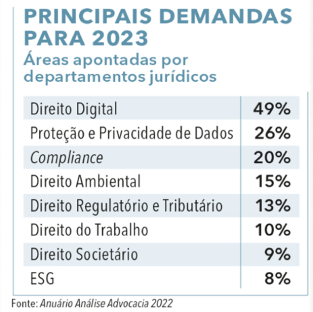 PRINCIPAIS DEMANDAS
PARA 2023
Áreas apontadas por
departamentos jurídicos
Direito Digital 49%
Proteção e Privacidade de Dados 26%
Compliance 20%
Direito Ambiental 15%
Direito Regulatório e Tributário 13%
Direito do Trabalho 10%
Direito Societário 9%
ESG 8%
Fonte: Anuário Análise Advocacia 2022